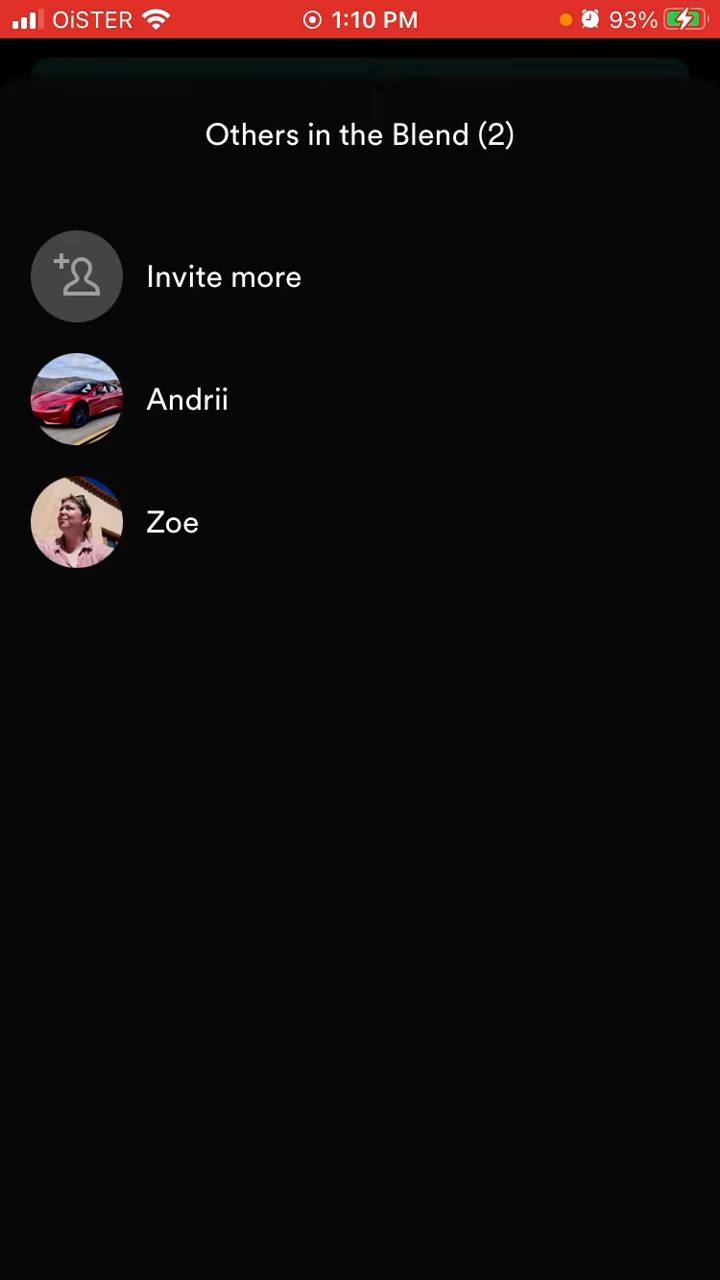 OiSTER 1:10 PM 93%
Others in the Blend (2)
Invite more
Andrii
Zoe